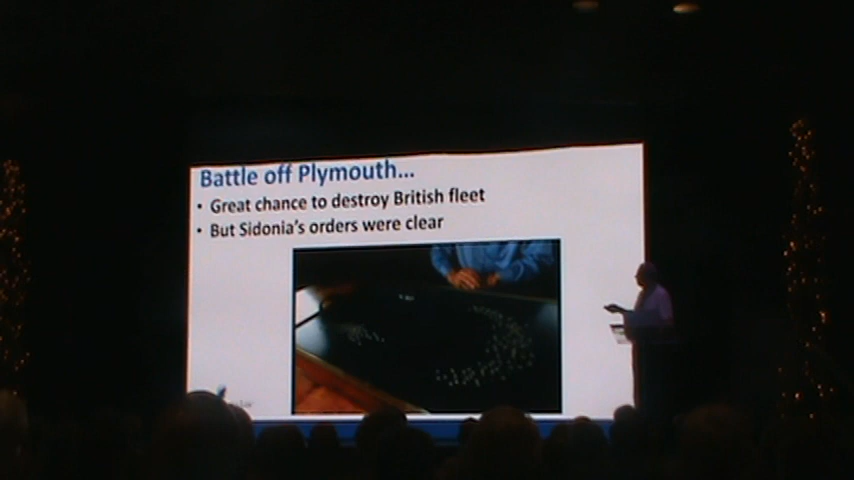 Battle off Plymouth...
• Great chance to destroy British fleet
• But Sidonia's orders were clear